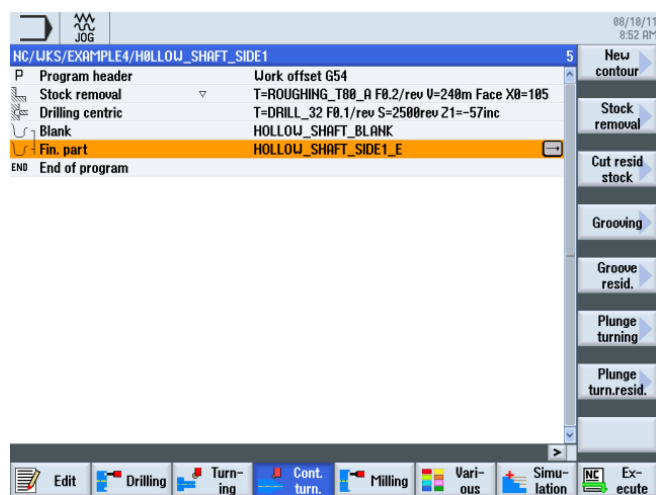 JOG
08/10/11
8:52 AM
NC/WKS/EXAMPLE4/HOLLOW_SHAFT_SIDE1 5
P Program header Work offset G54
Stock removal ▽ T=ROUGHING_T80_A F0.2/rev V=240m Face X0=105
Drilling centric T=DRILL_32 F0.1/rev S=2500rev Z1=-57inc
Blank HOLLOW_SHAFT_BLANK
Fin. part HOLLOW_SHAFT_SIDE1_E
END End of program
New
contour
Stock
removal
Cut resid
stock
Grooving
Groove
resid.
Plunge
turning
Plunge
turn.resid.
>
Edit
Drilling
Turn-
ing
Cont.
turn.
Milling
Vari-
ous
Simu-
lation
NC Ex-
ecute